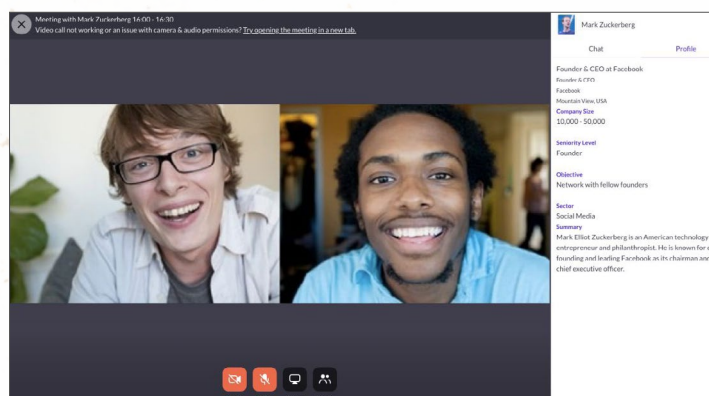 Meeting with Mark Zuckerberg 16:00 - 16:30
Video call not working or an issue with camera & audio permissions? Try opening the meeting in a new tab.
Mark Zuckerberg
Chat Profile
Founder & CEO at Facebook
Founder & CEO
Facebook
Mountain View, USA
Company Size
10,000 - 50,000
Seniority Level
Founder
Objective
Network with fellow founders
Sector
Social Media
Summary
Mark Elliot Zuckerberg is an American technology
entrepreneur and philanthropist. He is known for
founding and leading Facebook as its chairman and
chief executive officer.